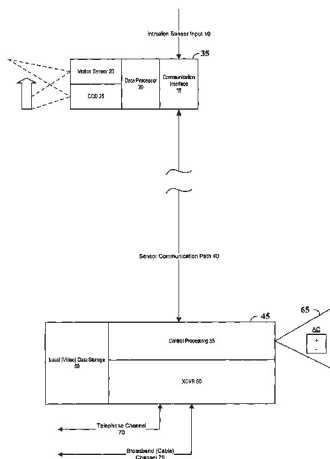 Intrusion Sensor Input 10
35
Motion Sensor 20
CCD 25
Data Processor
30
Communication
Interface
15
Sensor Communication Path 40
45
65
Local (Video) Data Storage
50
Control Processing 55
XCVR 60
AC
+
-
Telephone Channel
70
Broadband (Cable)
Channel 75